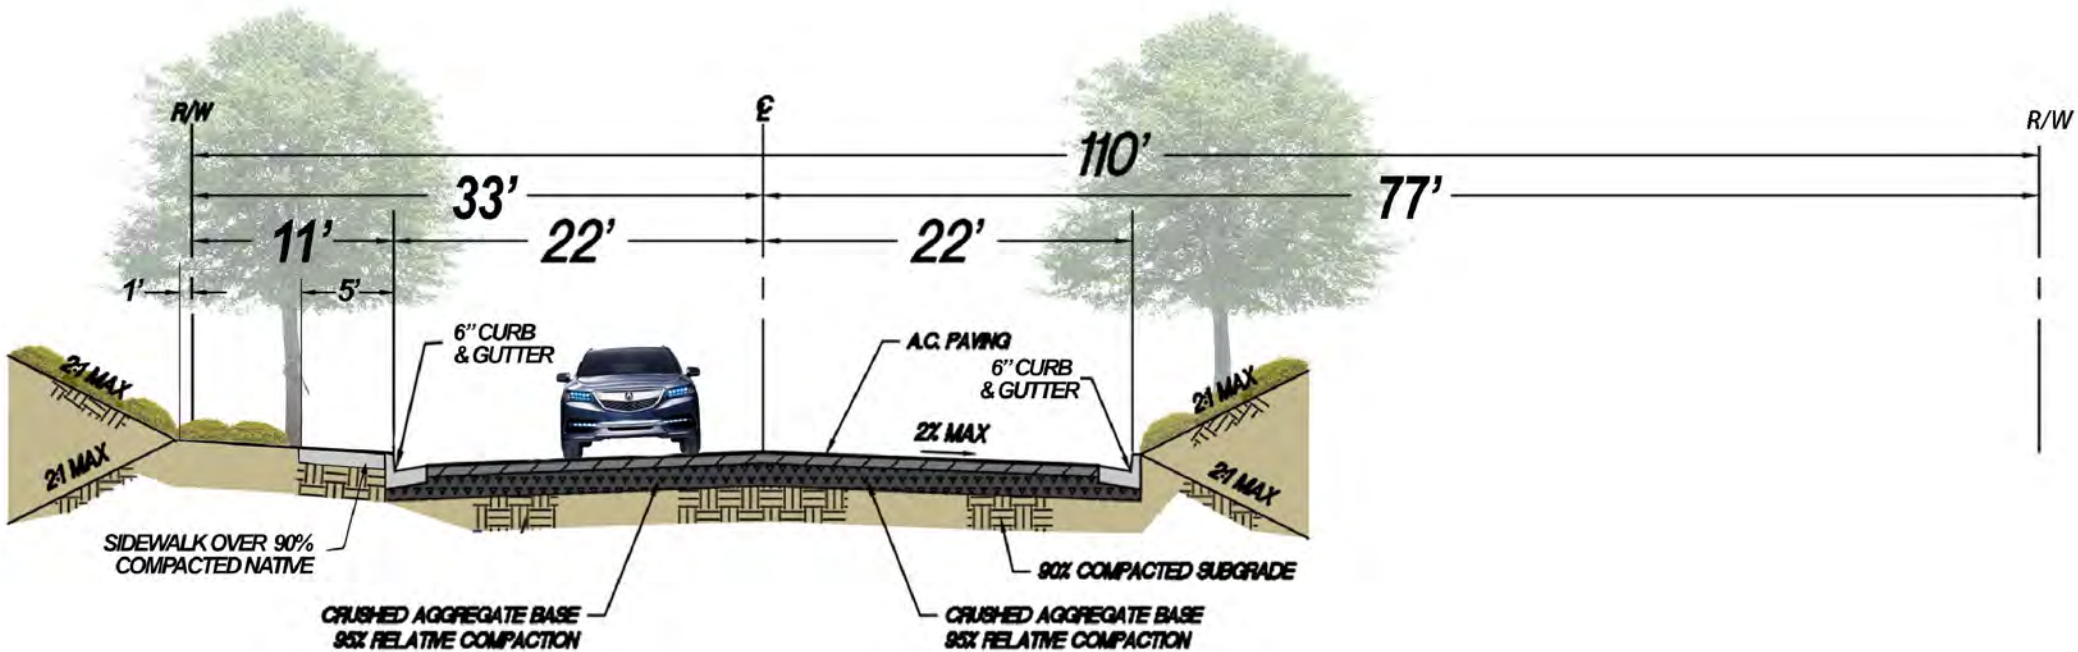 R/W
℄
R/W
110’
33’
77’
11’
22’
22’
1’
5’
6” CURB
& GUTTER
A.C. PAVING
6” CURB
& GUTTER
2:1 MAX
2:1 MAX
2% MAX
2:1 MAX
2:1 MAX
SIDEWALK OVER 90%
COMPACTED NATIVE
90% COMPACTED SUBGRADE
CRUSHED AGGREGATE BASE
95% RELATIVE COMPACTION
CRUSHED AGGREGATE BASE
95% RELATIVE COMPACTION